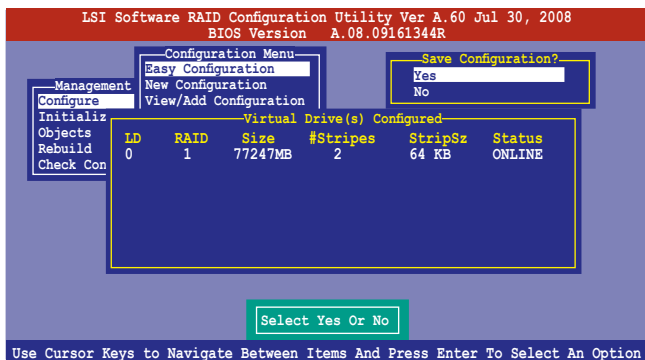 LSI Software RAID Configuration Utility Ver A.60 Jul 30, 2008
BIOS Version A.08.09161344R
Configuration Menu
Easy Configuration
New Configuration
View/Add Configuration
Save Configuration?
Yes
No
Management
Configure
Initializ
Objects
Rebuild
Check Con
Virtual Drive(s) Configured
LD RAID Size #Stripes StripSz Status
0 1 77247MB 2 64 KB ONLINE
Select Yes Or No
Use Cursor Keys to Navigate Between Items And Press Enter To Select An Option